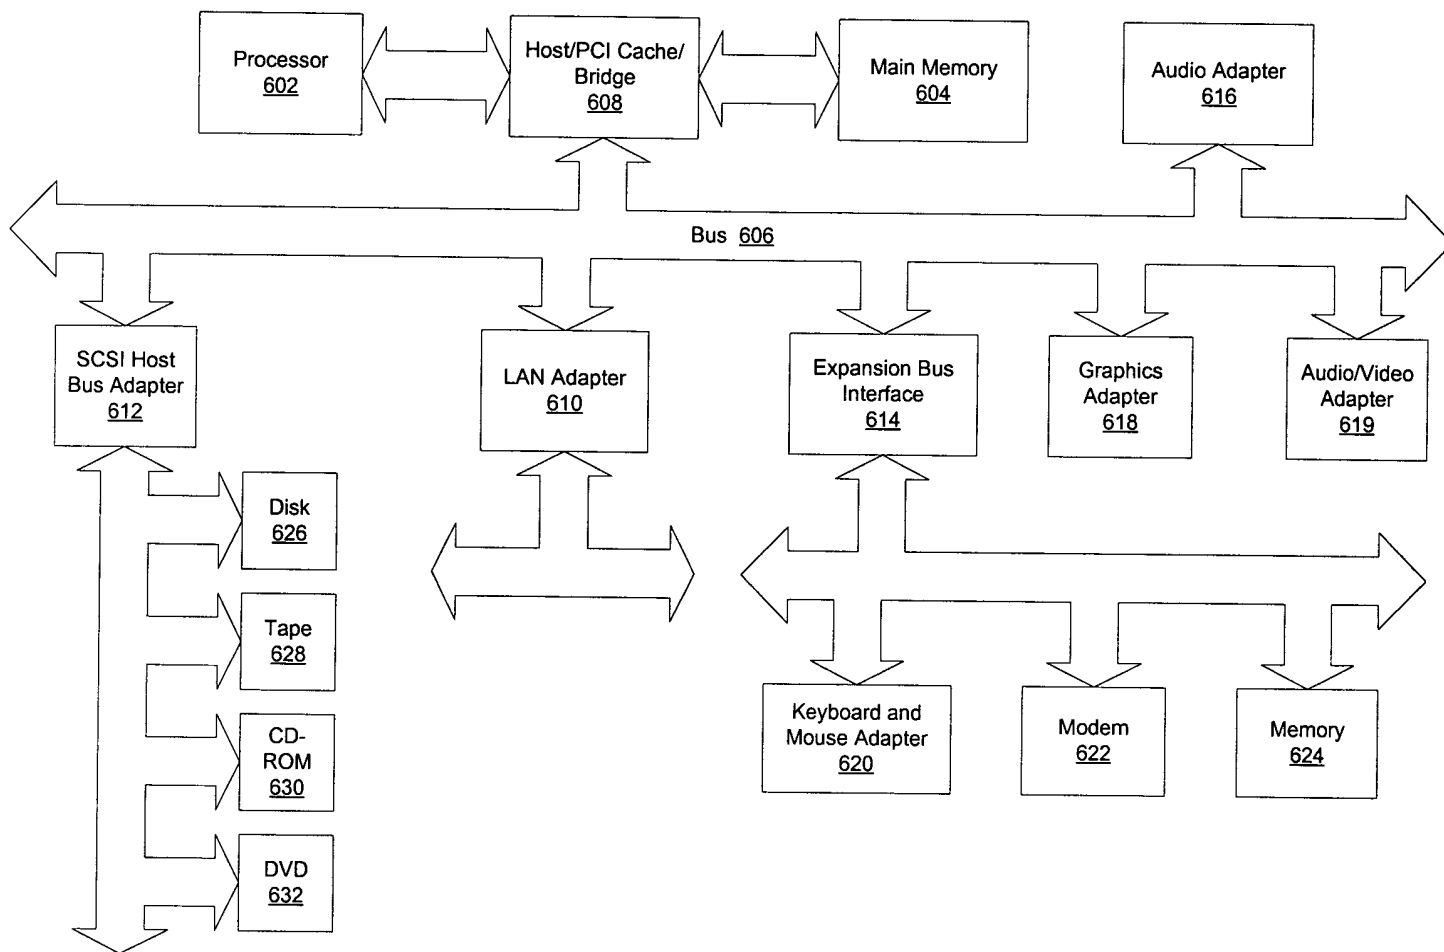 Processor
602
Host/PCI Cache/
Bridge
608
Main Memory
604
Audio Adapter
616
Bus 606
SCSI Host
Bus Adapter
612
LAN Adapter
610
Expansion Bus
Interface
614
Graphics
Adapter
618
Audio/Video
Adapter
619
Disk
626
Tape
628
CD-
ROM
630
DVD
632
Keyboard and
Mouse Adapter
620
Modem
622
Memory
624